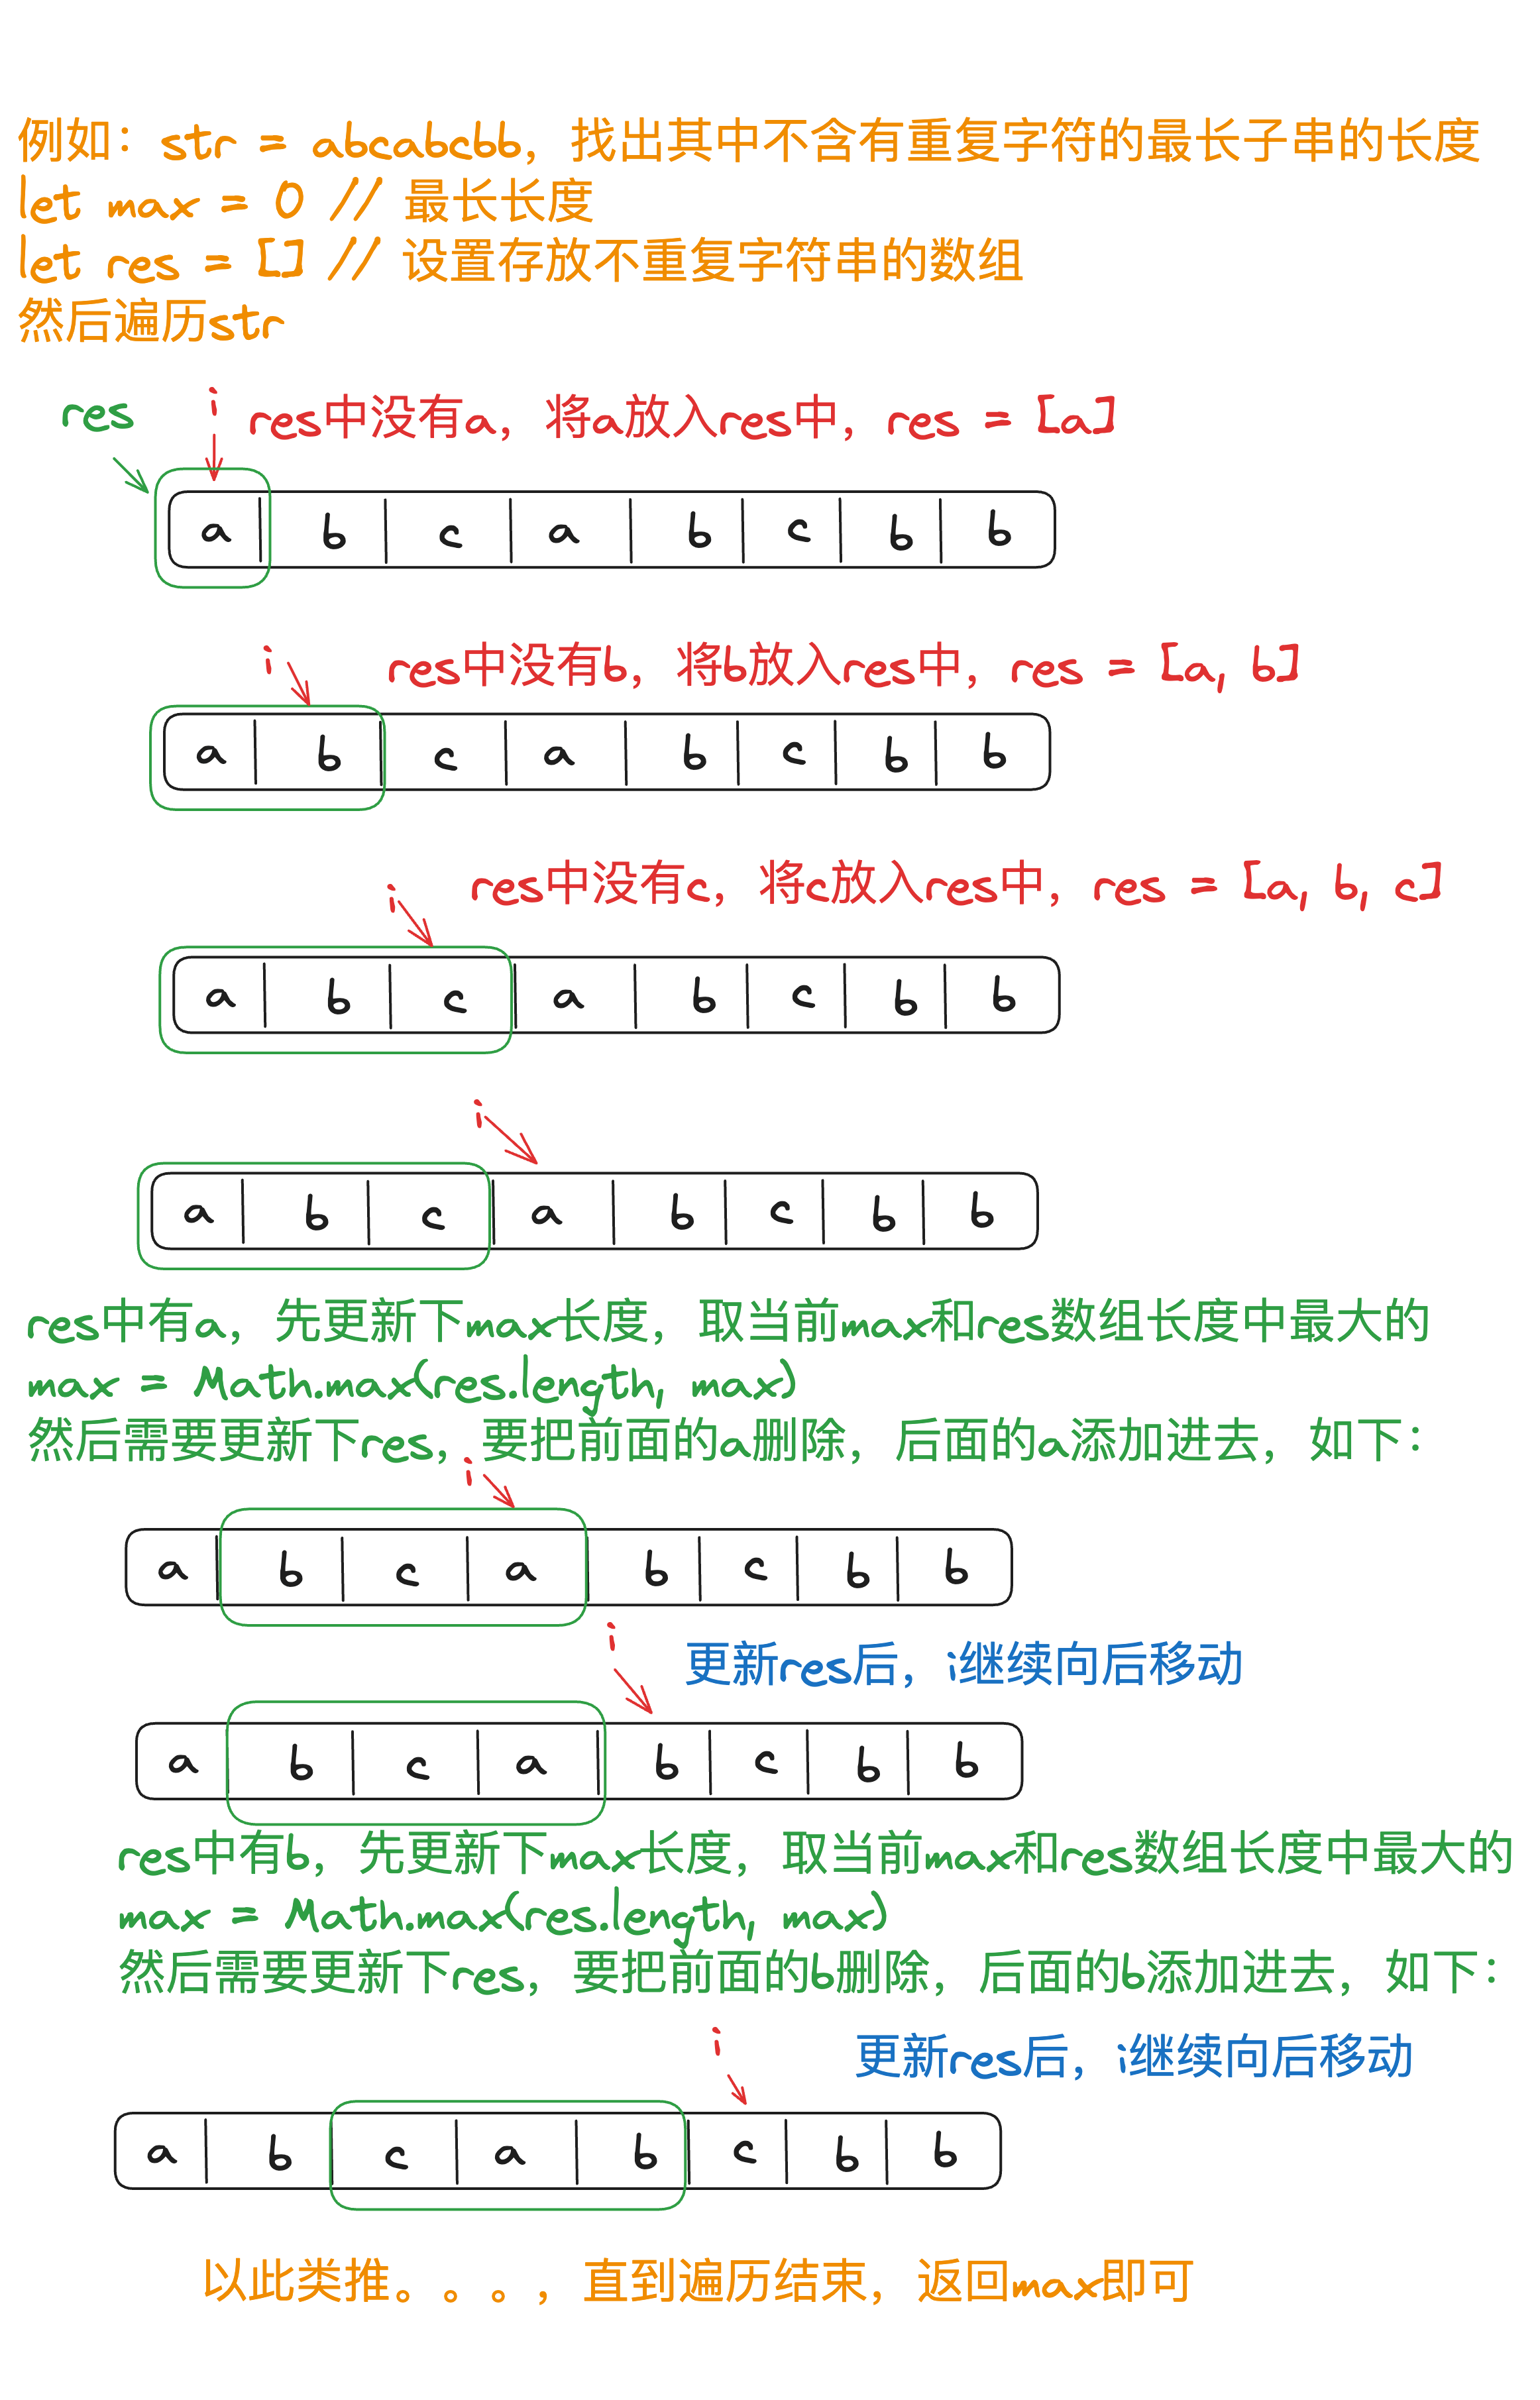 例如：str = abcabcbb，找出其中不含有重复字符的最长子串的长度
let max = 0 // 最长长度
let res = [] // 设置存放不重复字符串的数组
然后遍历str
res
i
res中没有a，将a放入res中，res = [a]
a b c a b c b b
i
res中没有b，将b放入res中，res = [a, b]
a b c a b c b b
i
res中没有c，将c放入res中，res = [a, b, c]
a b c a b c b b
i
a b c a b c b b
res中有a，先更新下max长度，取当前max和res数组长度中最大的
max = Math.max(res.length, max)
然后需要更新下res，要把前面的a删除，后面的a添加进去，如下：
i
a b c a b c b b
i
更新res后，i继续向后移动
a b c a b c b b
res中有b，先更新下max长度，取当前max和res数组长度中最大的
max = Math.max(res.length, max)
然后需要更新下res，要把前面的b删除，后面的b添加进去，如下：
i
更新res后，i继续向后移动
a b c a b c b b
以此类推。。。，直到遍历结束，返回max即可